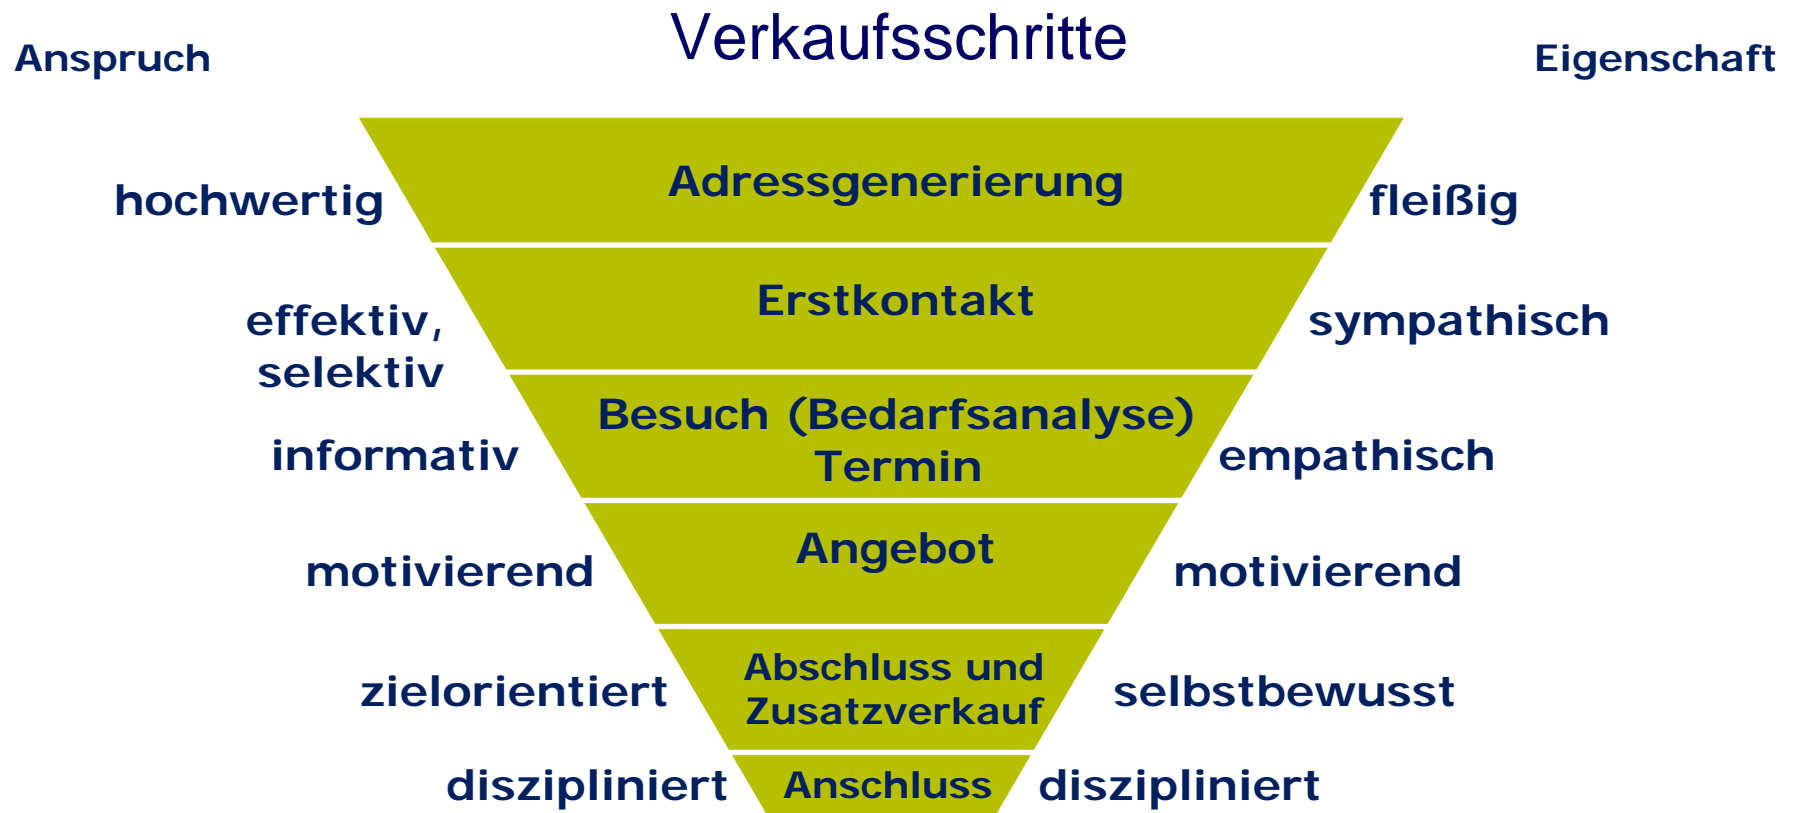 Verkaufsschritte
Anspruch
Eigenschaft
hochwertig
Adressgenerierung
fleißig
effektiv,
selektiv
Erstkontakt
sympathisch
informativ
Besuch (Bedarfsanalyse)
Termin
empathisch
motivierend
Angebot
motivierend
zielorientiert
Abschluss und
Zusatzverkauf
selbstbewusst
diszipliniert
Anschluss
diszipliniert